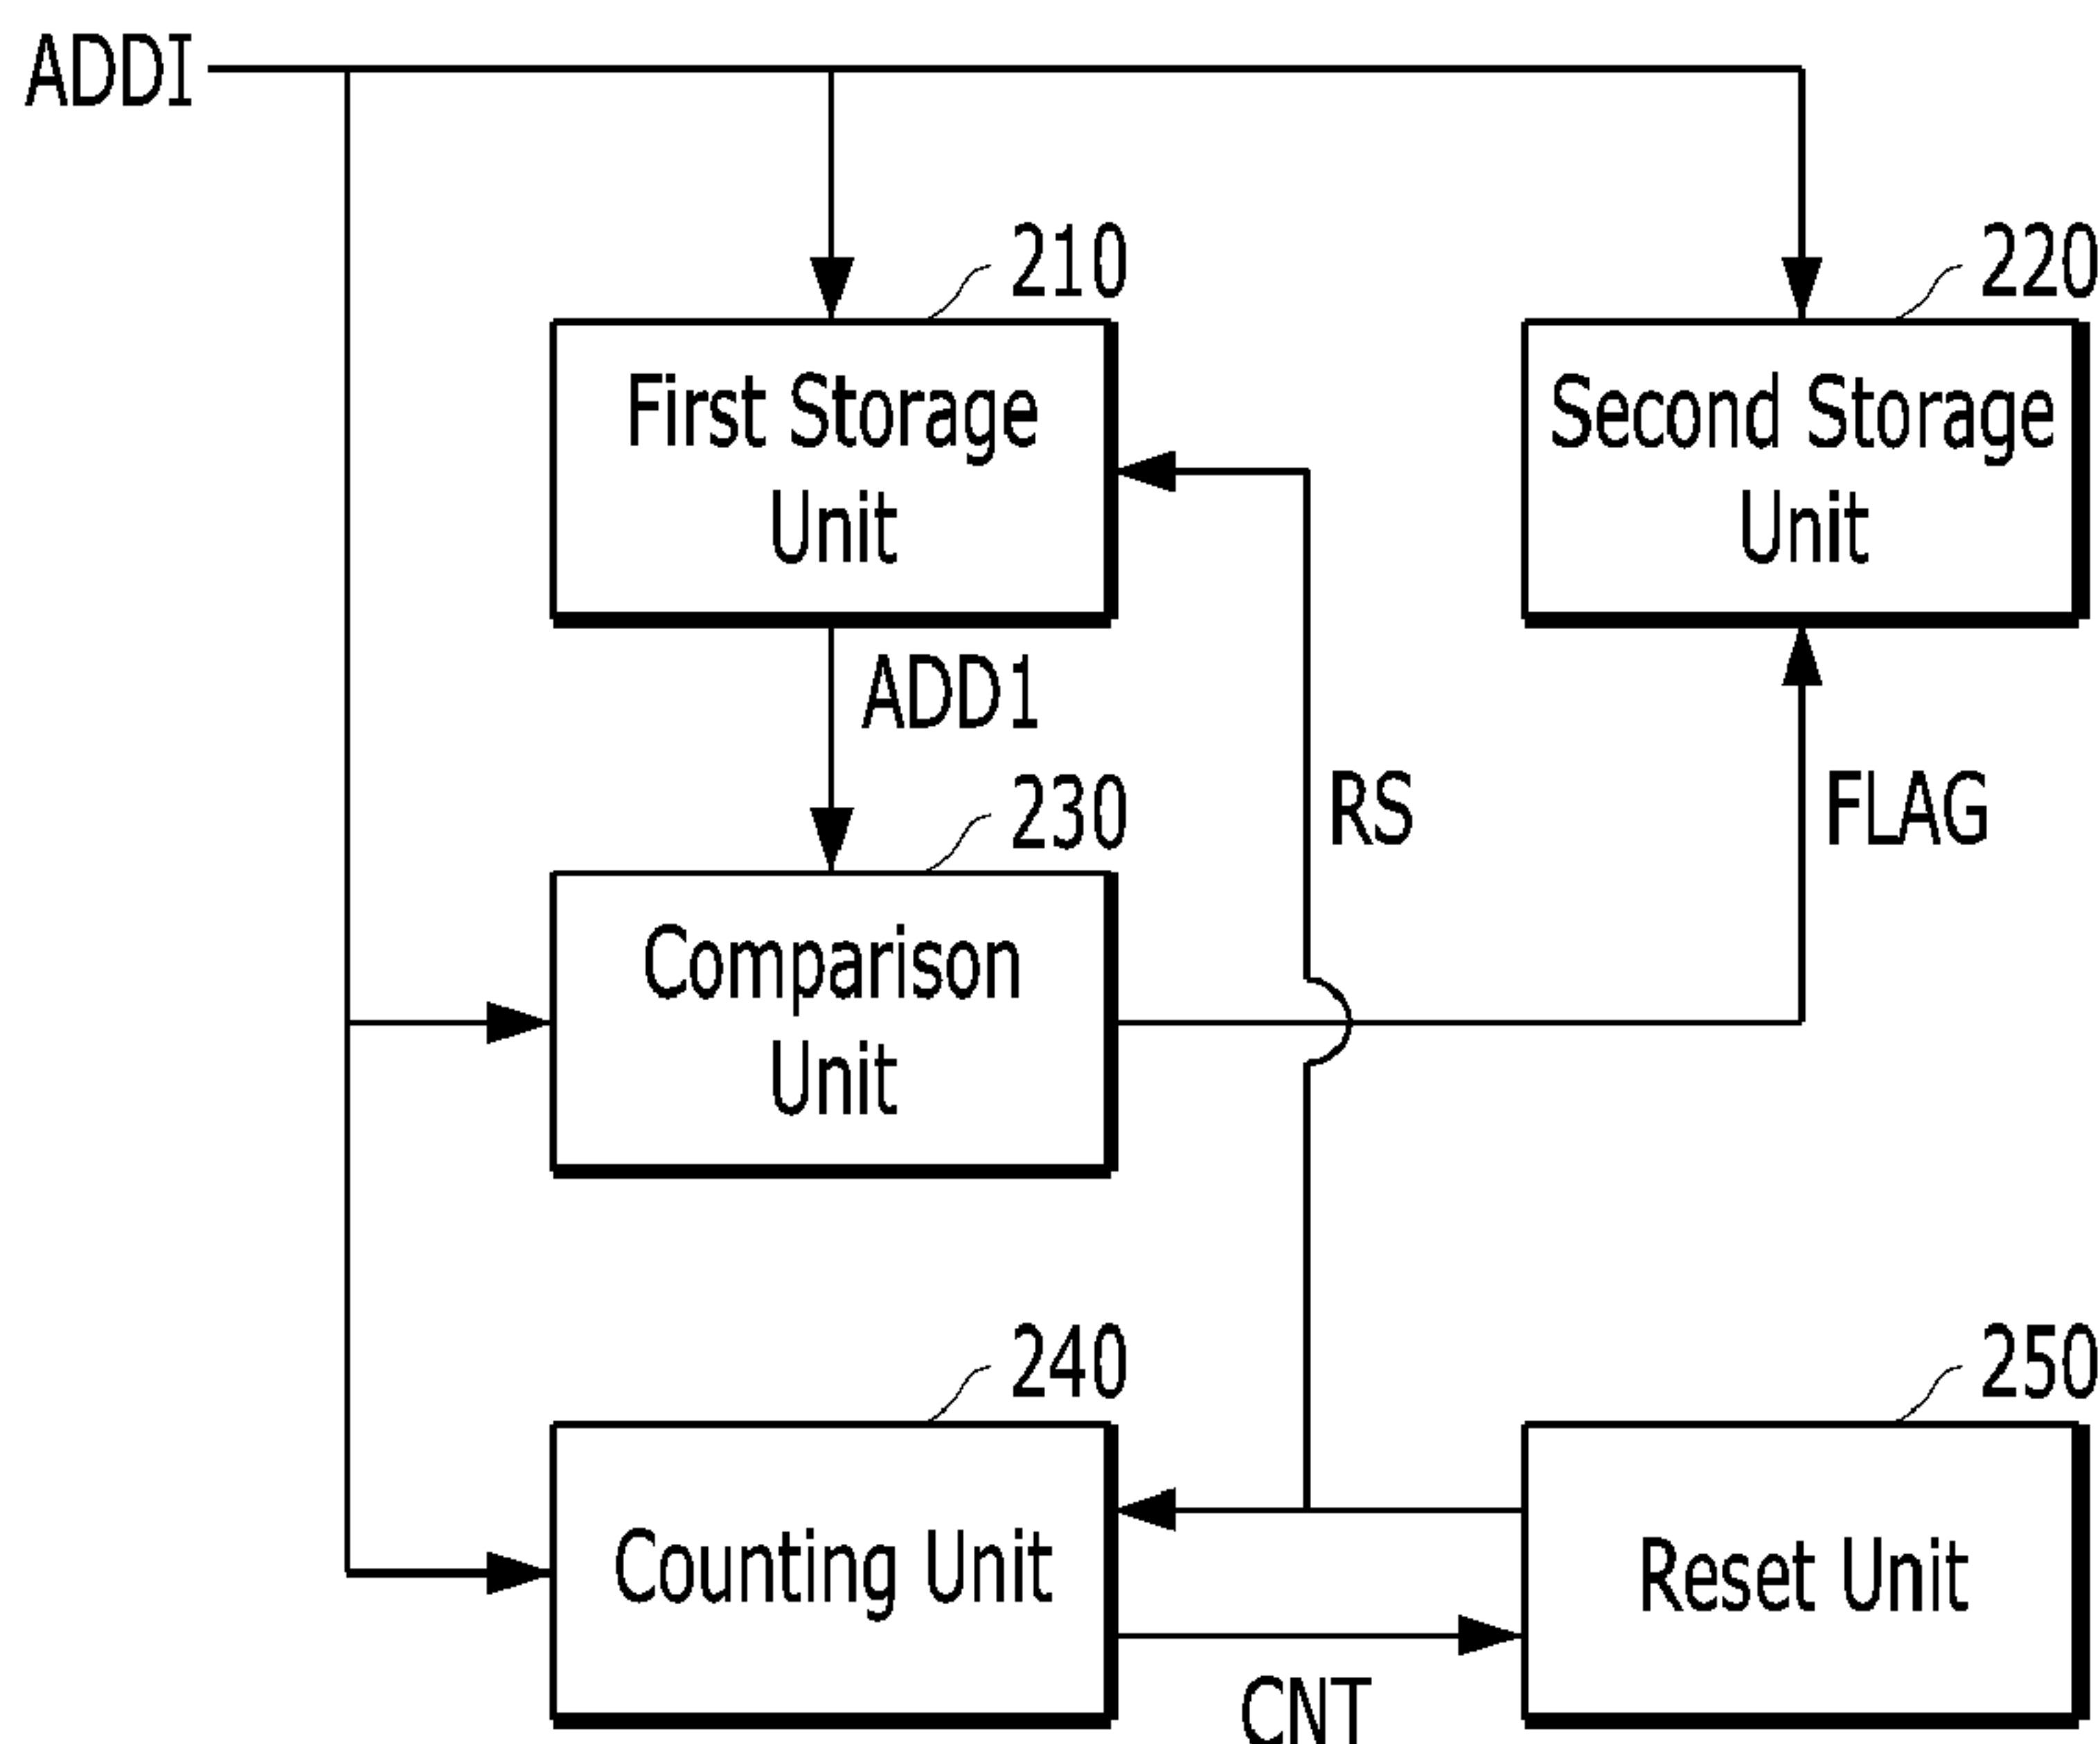 ADDI
210
220
First Storage
Unit
Second Storage
Unit
ADD1
230
RS
FLAG
Comparison
Unit
240
250
Counting Unit
Reset Unit
CNT